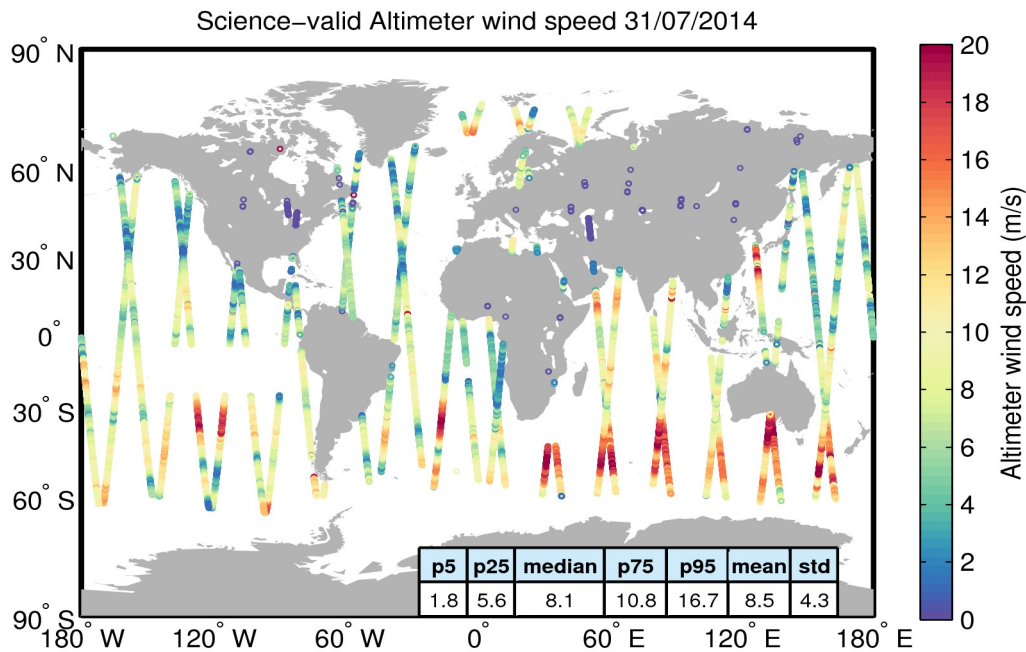 Science−valid Altimeter wind speed 31/07/2014
90° N
60° N
30° N
0°
30° S
60° S
90° S
180° W
120° W
60° W
0°
60° E
120° E
180° E
p5 p25 median p75 p95 mean std
1.8 5.6 8.1 10.8 16.7 8.5 4.3
20
18
16
14
12
10
8
6
4
2
0
Altimeter wind speed (m/s)